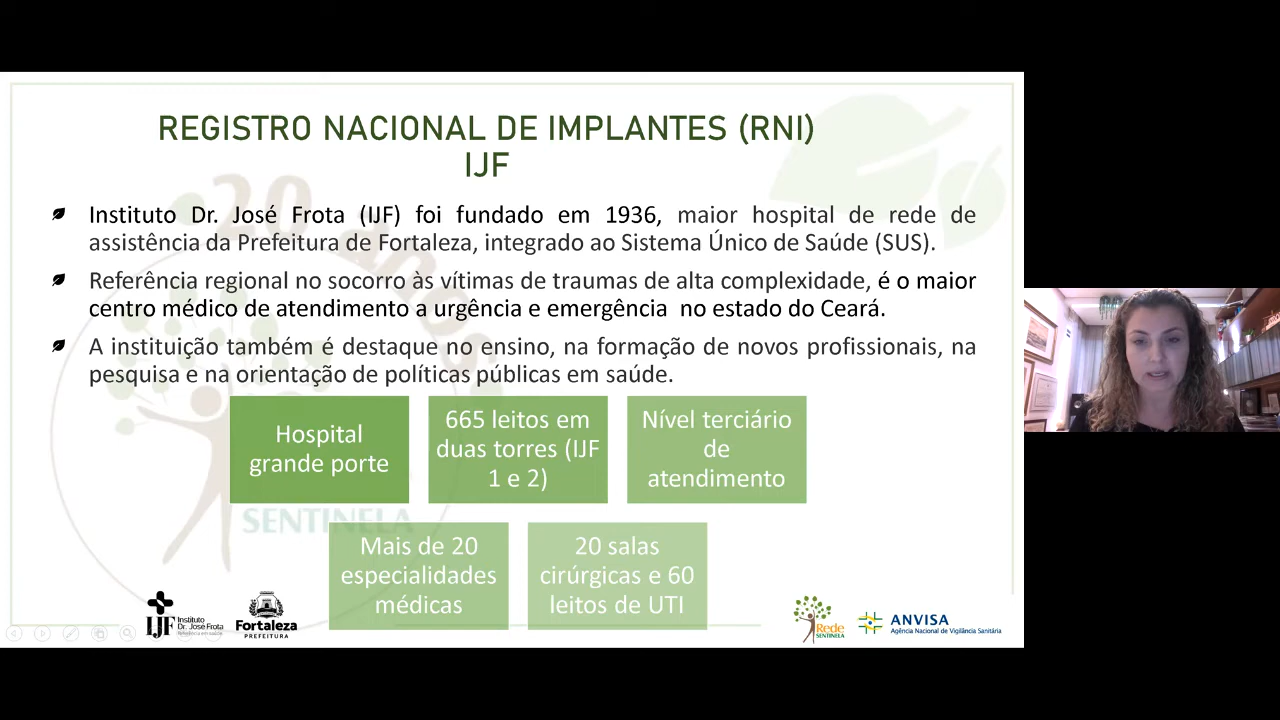 REGISTRO NACIONAL DE IMPLANTES (RNI)
IJF
Instituto Dr. José Frota (IJF) foi fundado em 1936, maior hospital de rede de
assistência da Prefeitura de Fortaleza, integrado ao Sistema Único de Saúde (SUS).
Referência regional no socorro às vítimas de traumas de alta complexidade, é o maior
centro médico de atendimento a urgência e emergência no estado do Ceará.
A instituição também é destaque no ensino, na formação de novos profissionais, na
pesquisa e na orientação de políticas públicas em saúde.
Hospital
grande porte
665 leitos em
duas torres (IJF
1 e 2)
Nível terciário
de
atendimento
Mais de 20
especialidades
médicas
20 salas
cirúrgicas e 60
leitos de UTI
20 anos
SENTINELA
IJF
Instituto
Dr. José Frota
Referência em saúde
Fortaleza
PREFEITURA
Rede
SENTINELA
ANVISA
Agência Nacional de Vigilância Sanitária